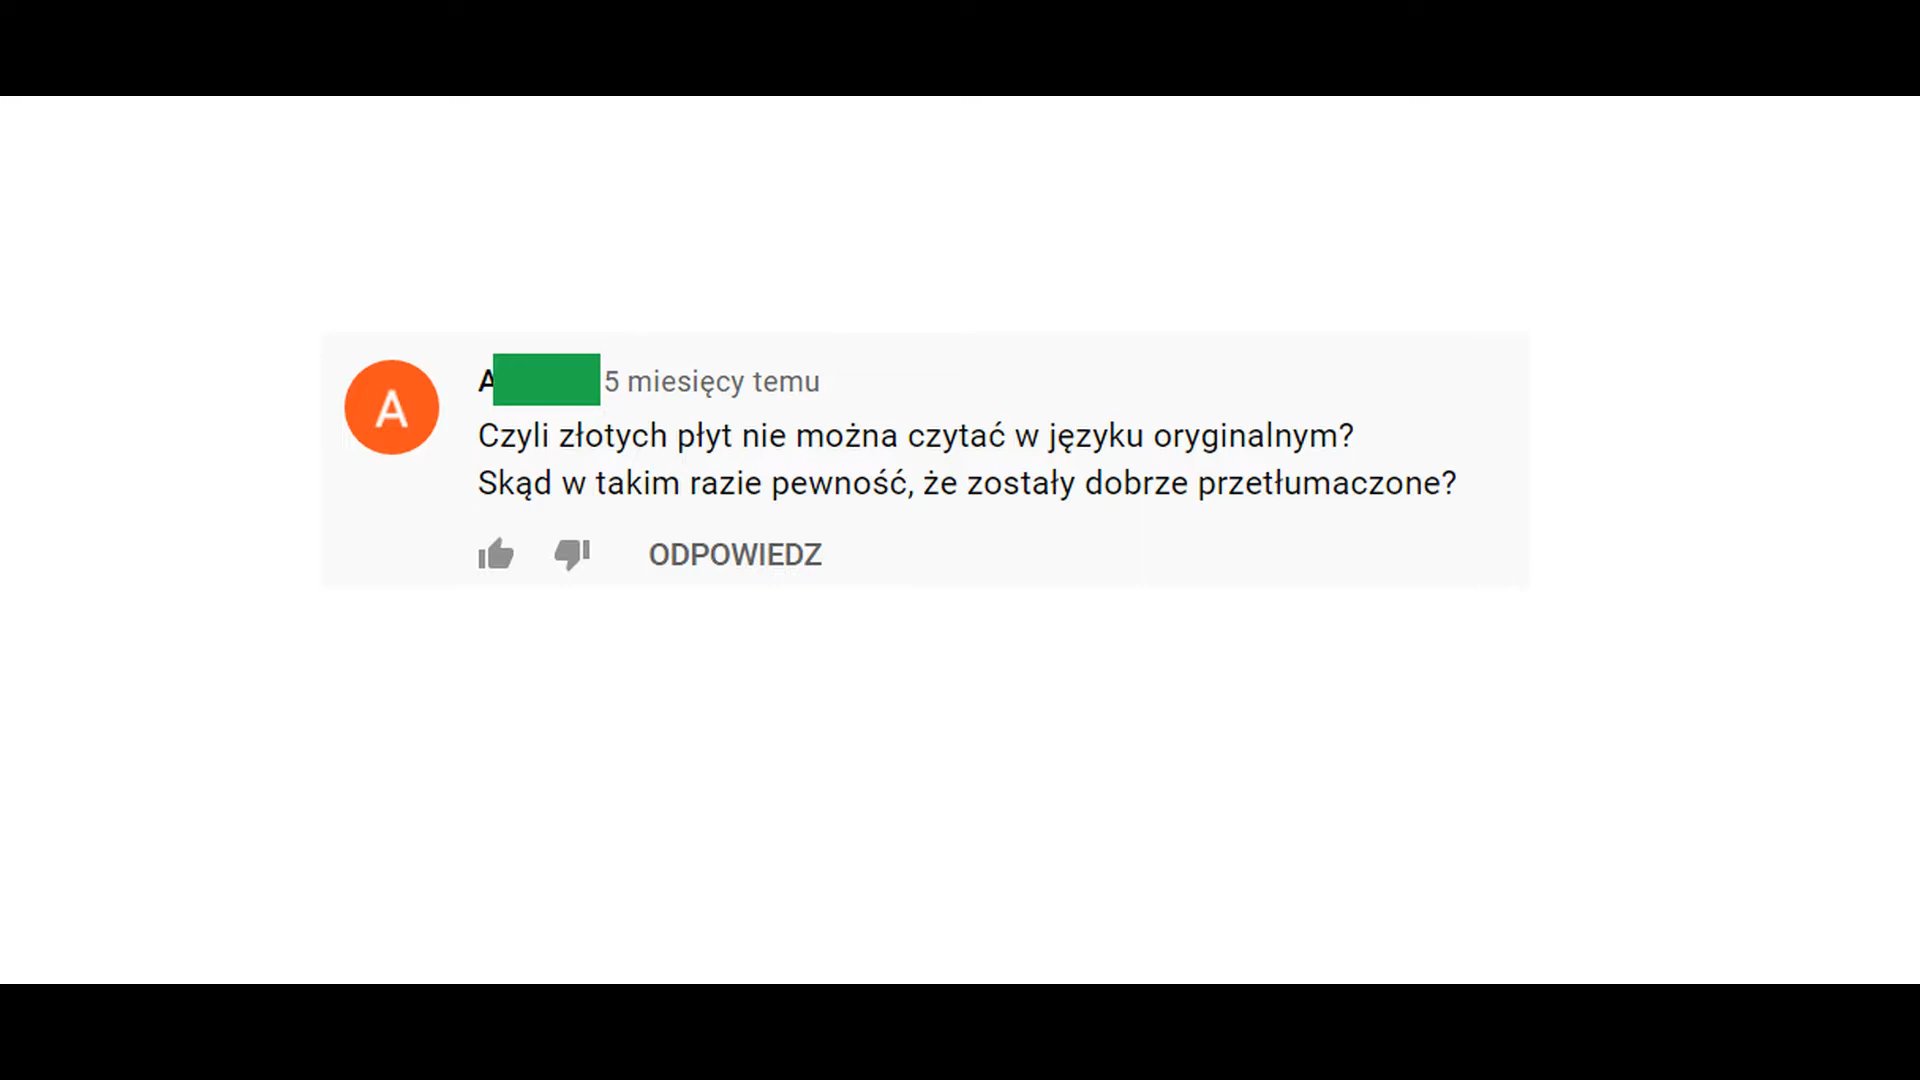 A
A 5 miesięcy temu
Czyli złotych płyt nie można czytać w języku oryginalnym?
Skąd w takim razie pewność, że zostały dobrze przetłumaczone?
ODPOWIEDZ